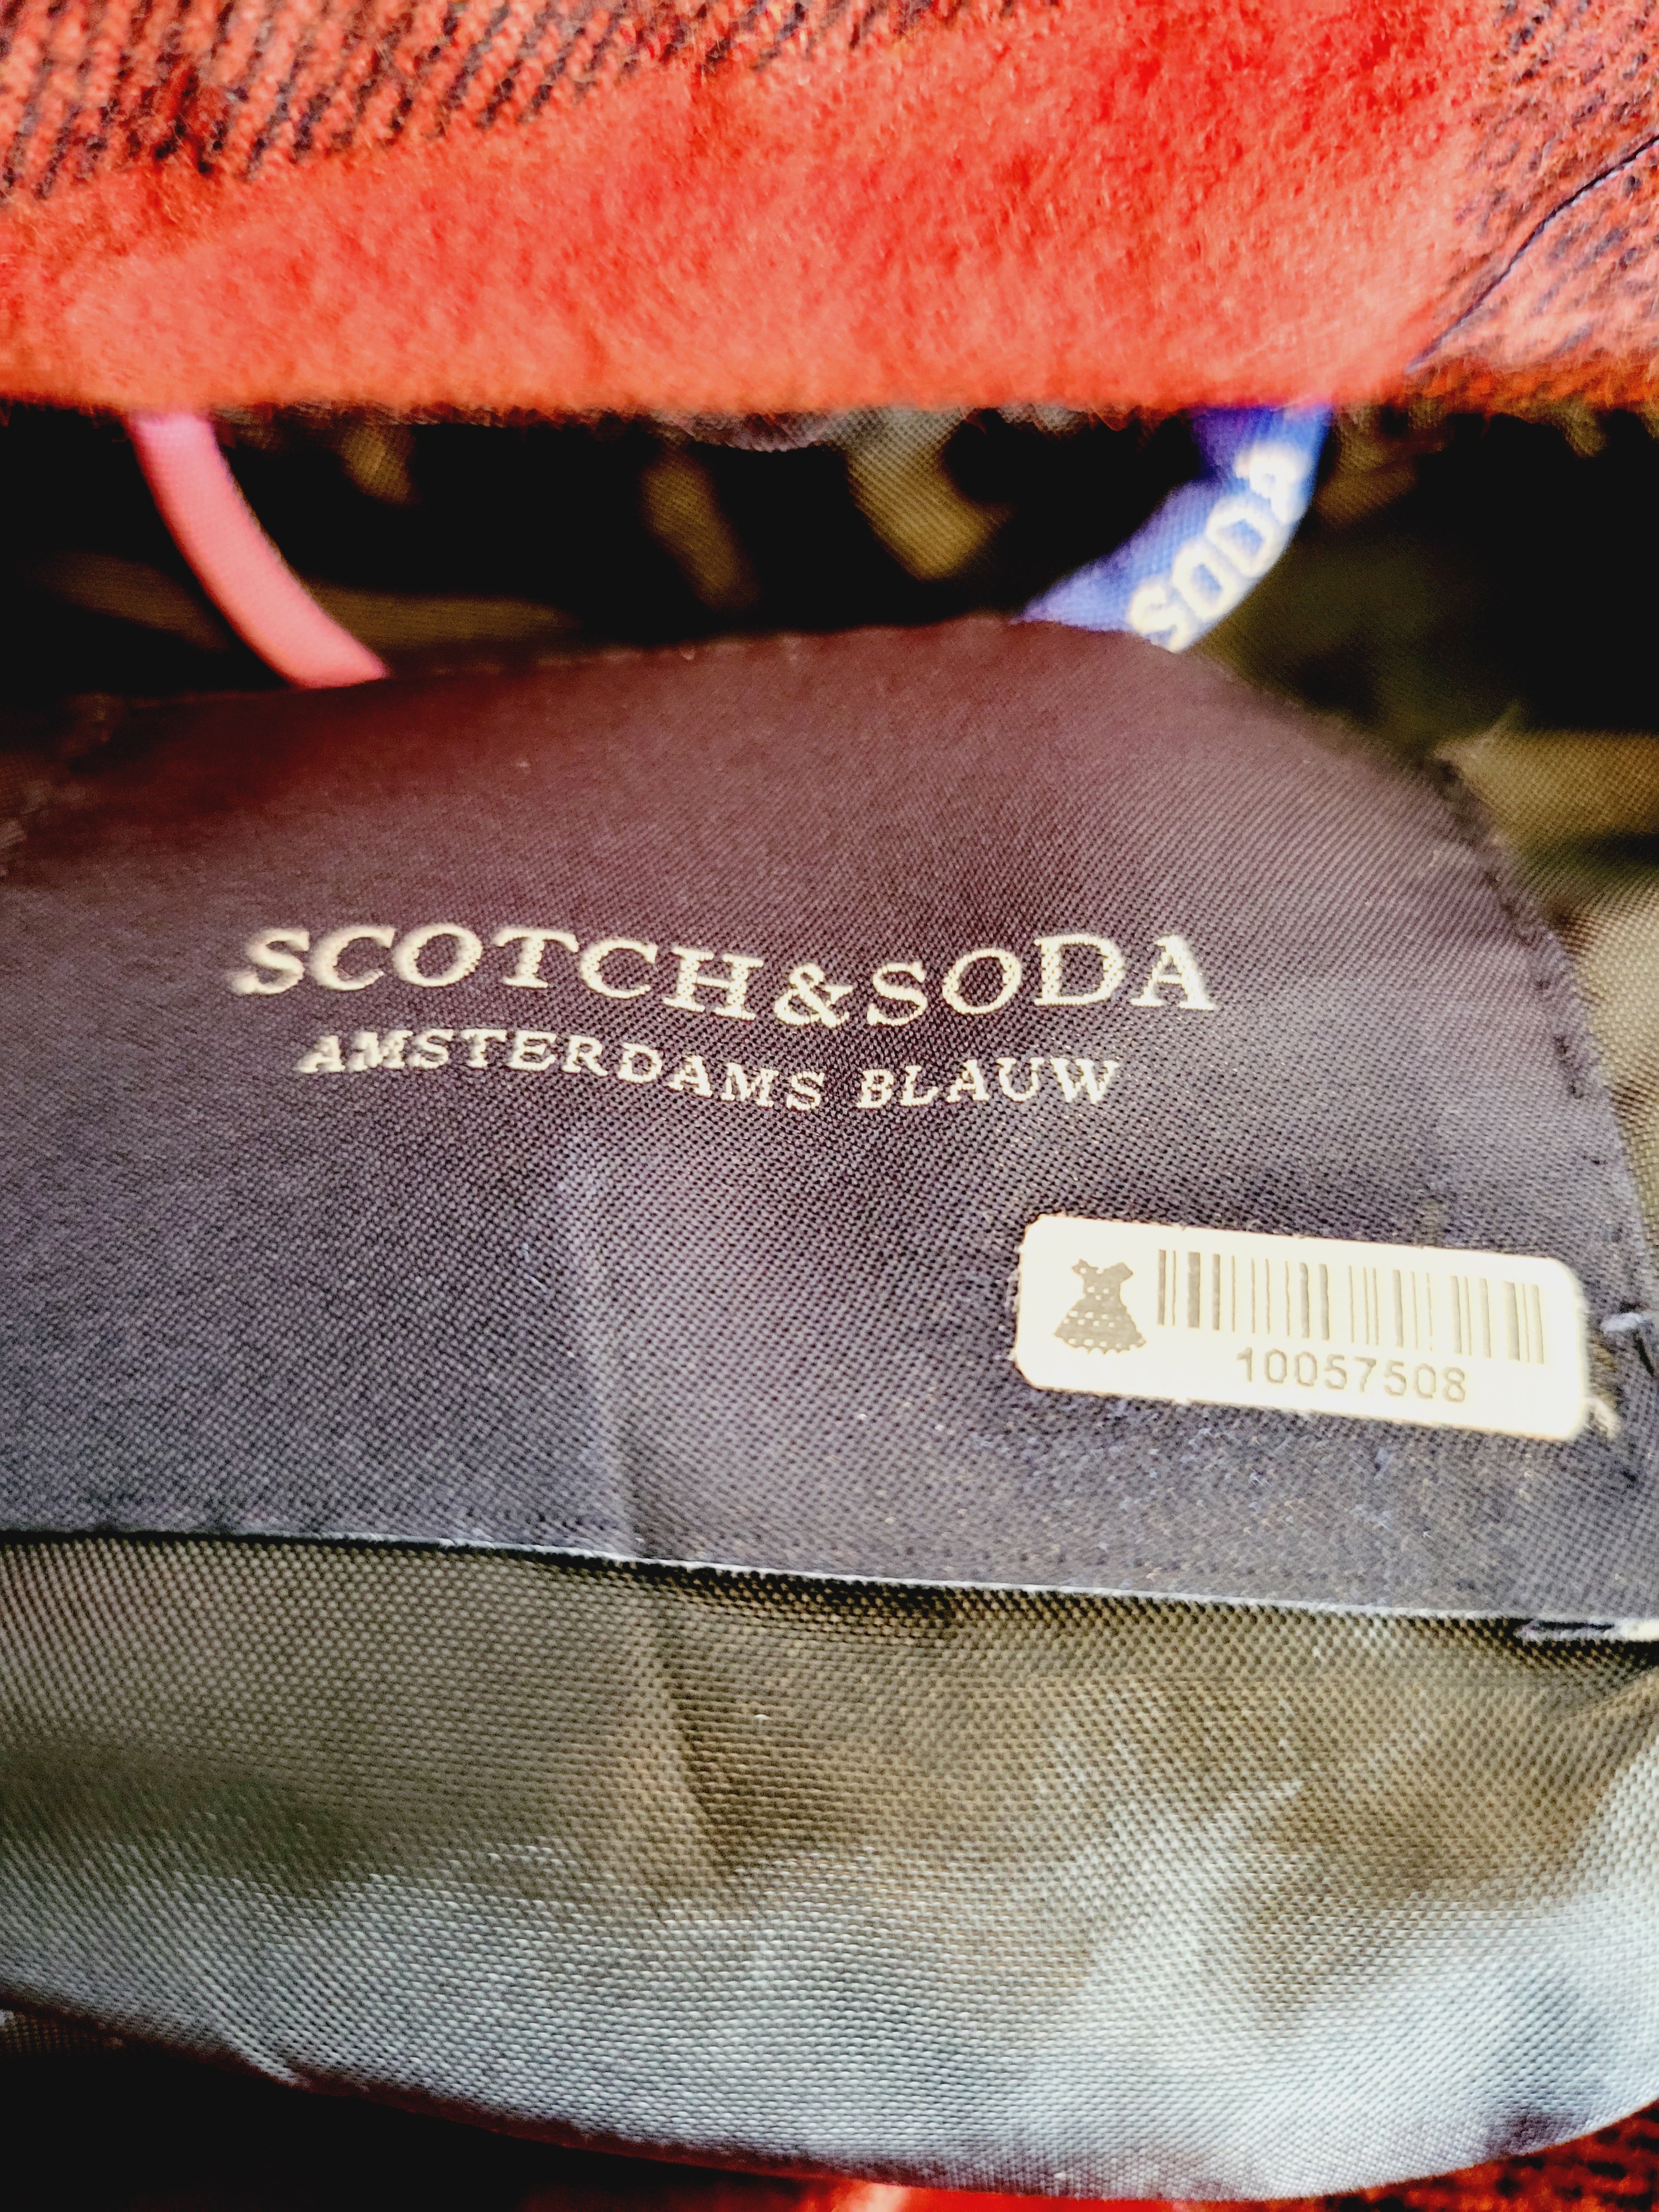 SODA
SCOTCH&SODA
AMSTERDAMS BLAUW
10057508